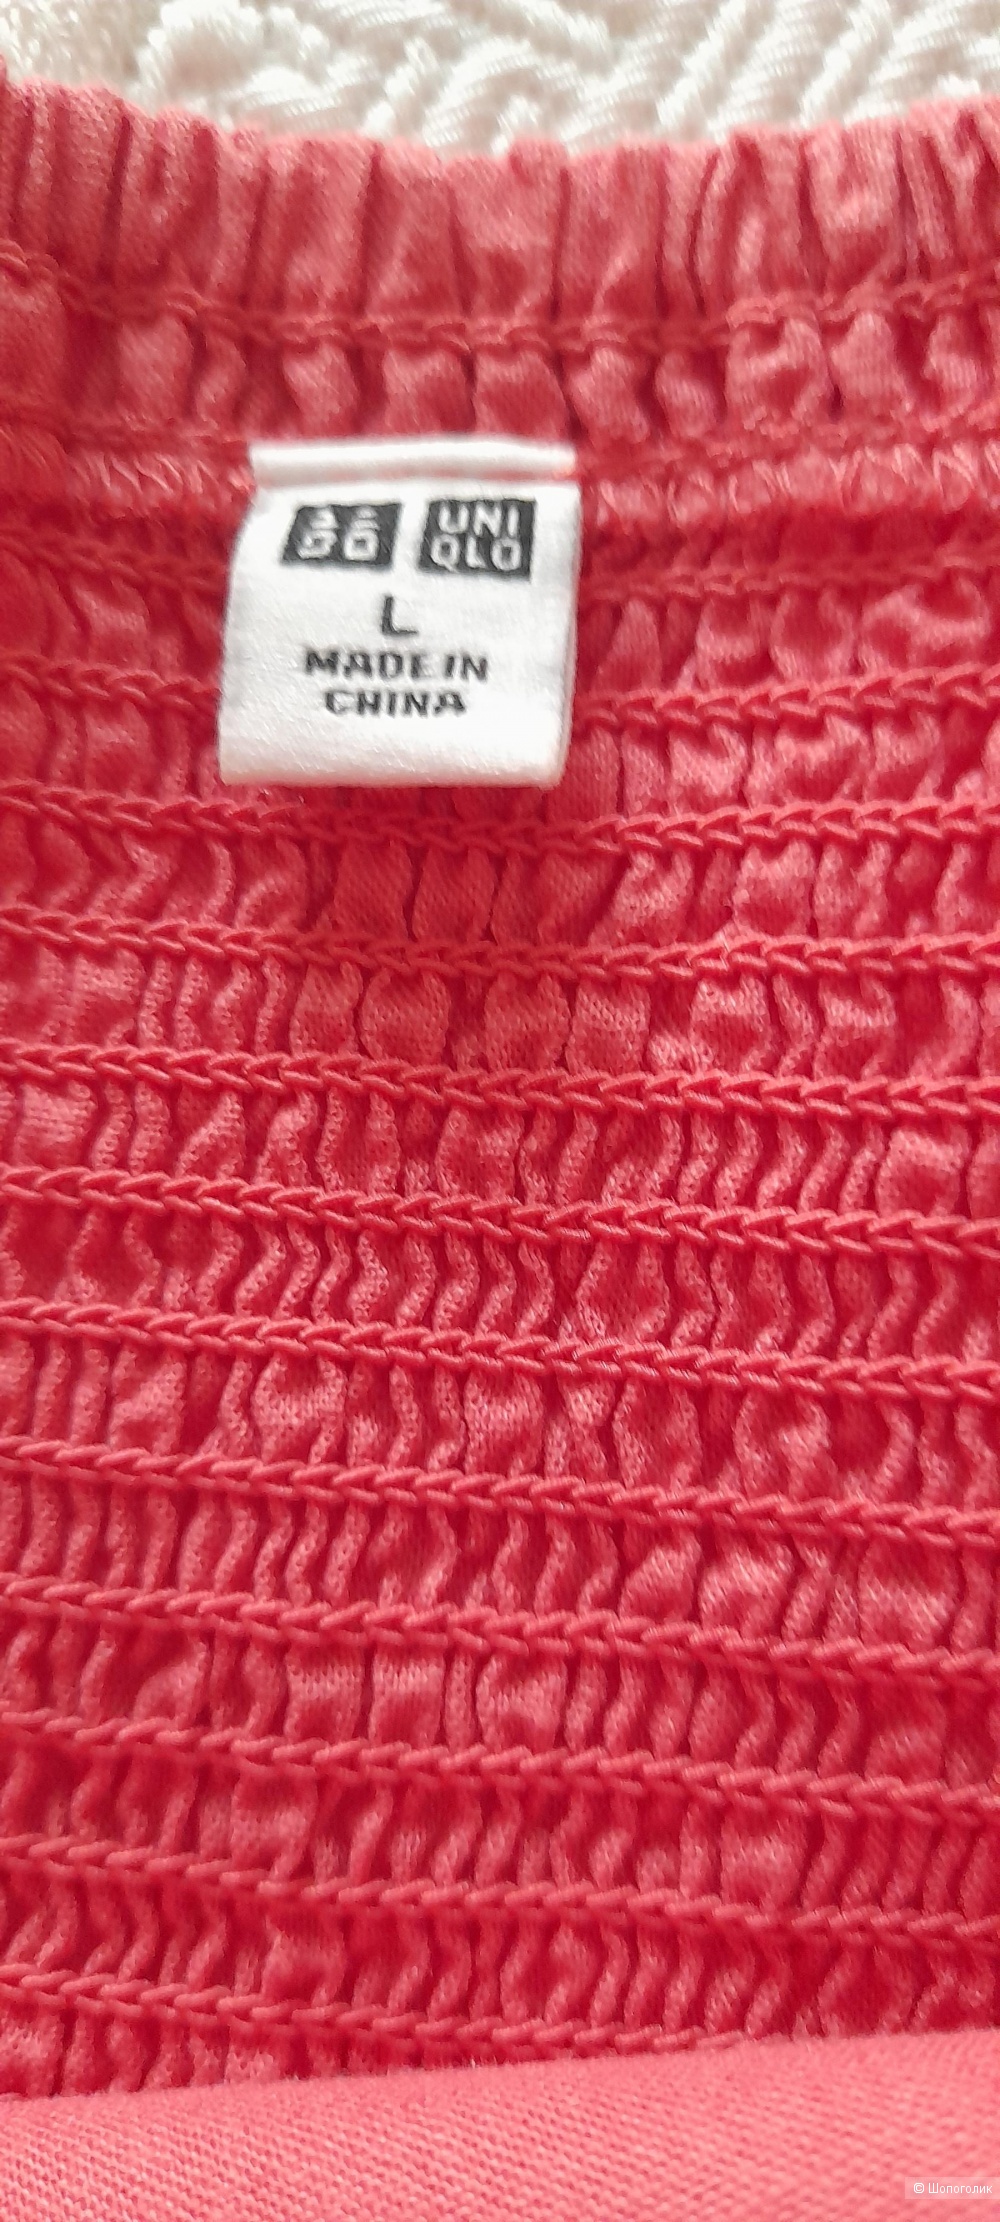 ユニ UNI
クロ QLO
L
MADE IN
CHINA
© Шопоголик